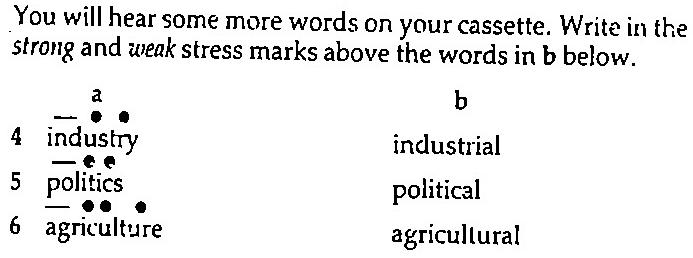 You will hear some more words on your cassette. Write in the
strong and weak stress marks above the words in b below.
a b
4 industry industrial
5 politics political
6 agriculture agricultural